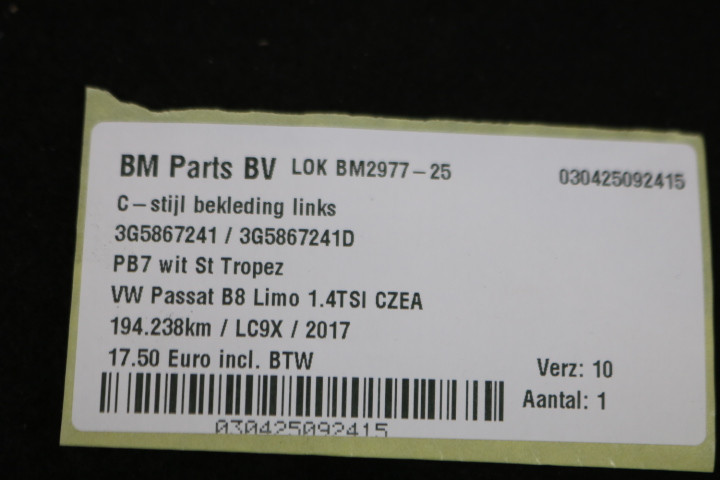 BM Parts BV LOK BM2977-25 030425092415
C-stijl bekleding links
3G5867241 / 3G5867241D
PB7 wit St Tropez
VW Passat B8 Limo 1.4TSI CZEA
194.238km / LC9X / 2017
17.50 Euro incl. BTW
Verz: 10
Aantal: 1
030425092415